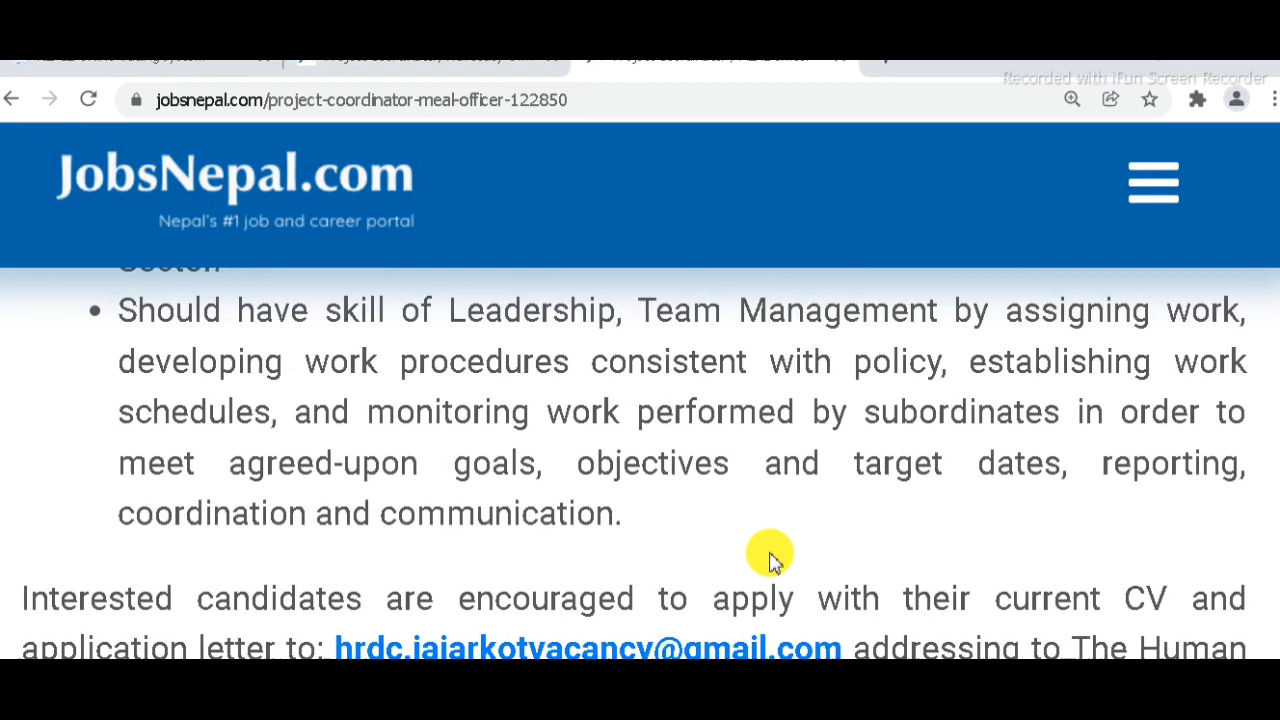 Recorded with iFun Screen Recorder
jobsnepal.com/project-coordinator-meal-officer-122850
JobsNepal.com
Nepal's #1 job and career portal
• Should have skill of Leadership, Team Management by assigning work,
developing work procedures consistent with policy, establishing work
schedules, and monitoring work performed by subordinates in order to
meet agreed-upon goals, objectives and target dates, reporting,
coordination and communication.
Interested candidates are encouraged to apply with their current CV and
application letter to: hrdc.jajarkotvacancy@gmail.com addressing to The Human